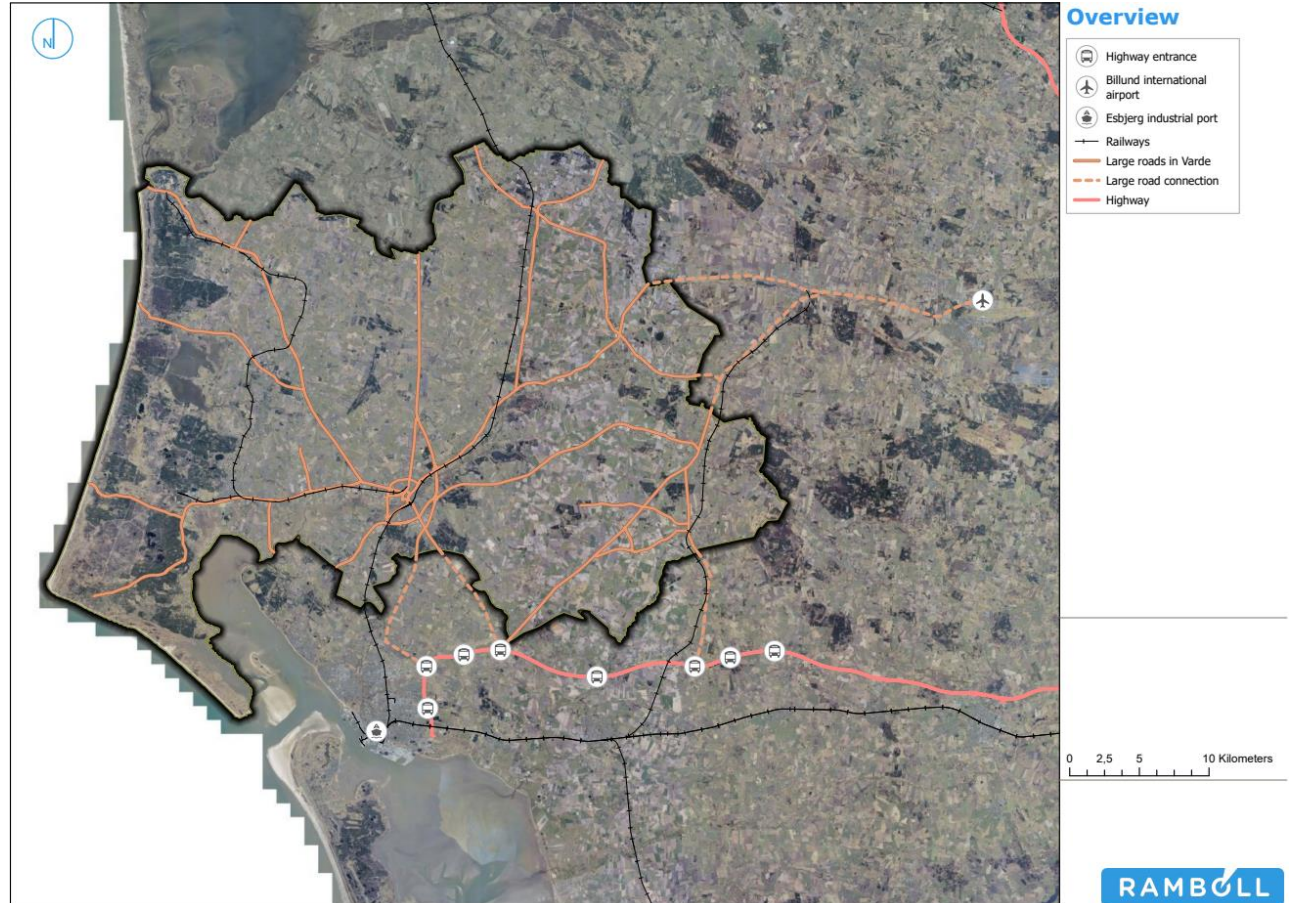 N
Overview
Highway entrance
Billund international
airport
Esbjerg industrial port
Railways
Large roads in Varde
Large road connection
Highway
0 2,5 5 10 Kilometers
RAMBOLL